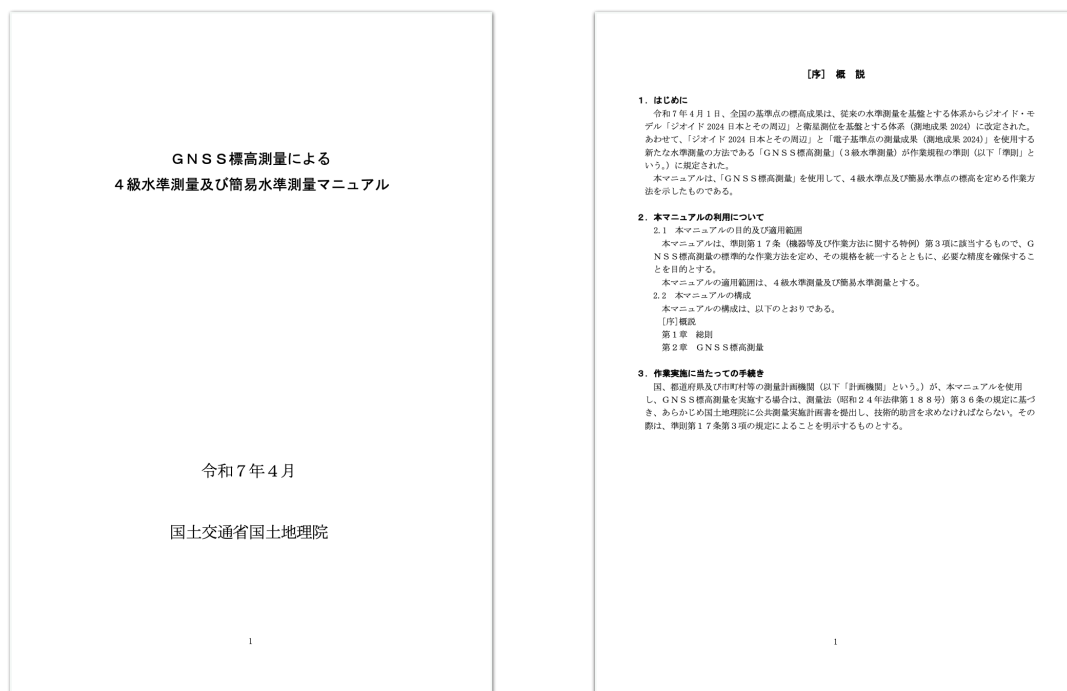 ＧＮＳＳ標高測量による
４級水準測量及び簡易水準測量マニュアル
令和７年４月
国土交通省国土地理院
1
[序]　概　説
１．はじめに
令和７年４月１日、全国の基準点の標高成果は、従来の水準測量を基盤とする体系からジオイド・モ
デル「ジオイド 2024 日本とその周辺」と衛星測位を基盤とする体系（測地成果 2024）に改定された。
あわせて、「ジオイド 2024 日本とその周辺」と「電子基準点の測量成果（測地成果 2024）」を使用する
新たな水準測量の方法である「ＧＮＳＳ標高測量」（３級水準測量）が作業規程の準則（以下「準則」と
いう。）に規定された。
本マニュアルは、「ＧＮＳＳ標高測量」を使用して、４級水準点及び簡易水準点の標高を定める作業方
法を示したものである。
２．本マニュアルの利用について
2.1　本マニュアルの目的及び適用範囲
本マニュアルは、準則第１７条（機器等及び作業方法に関する特例）第３項に該当するもので、Ｇ
ＮＳＳ標高測量の標準的な作業方法を定め、その規格を統一するとともに、必要な精度を確保するこ
とを目的とする。
本マニュアルの適用範囲は、４級水準測量及び簡易水準測量とする。
2.2　本マニュアルの構成
本マニュアルの構成は、以下のとおりである。
[序]概説
第１章　総則
第２章　ＧＮＳＳ標高測量
３．作業実施に当たっての手続き
国、都道府県及び市町村等の測量計画機関（以下「計画機関」という。）が、本マニュアルを使用
し、ＧＮＳＳ標高測量を実施する場合は、測量法（昭和２４年法律第１８８号）第３６条の規定に基づ
き、あらかじめ国土地理院に公共測量実施計画書を提出し、技術的助言を求めなければならない。その
際は、準則第１７条第３項の規定によることを明示するものとする。
1